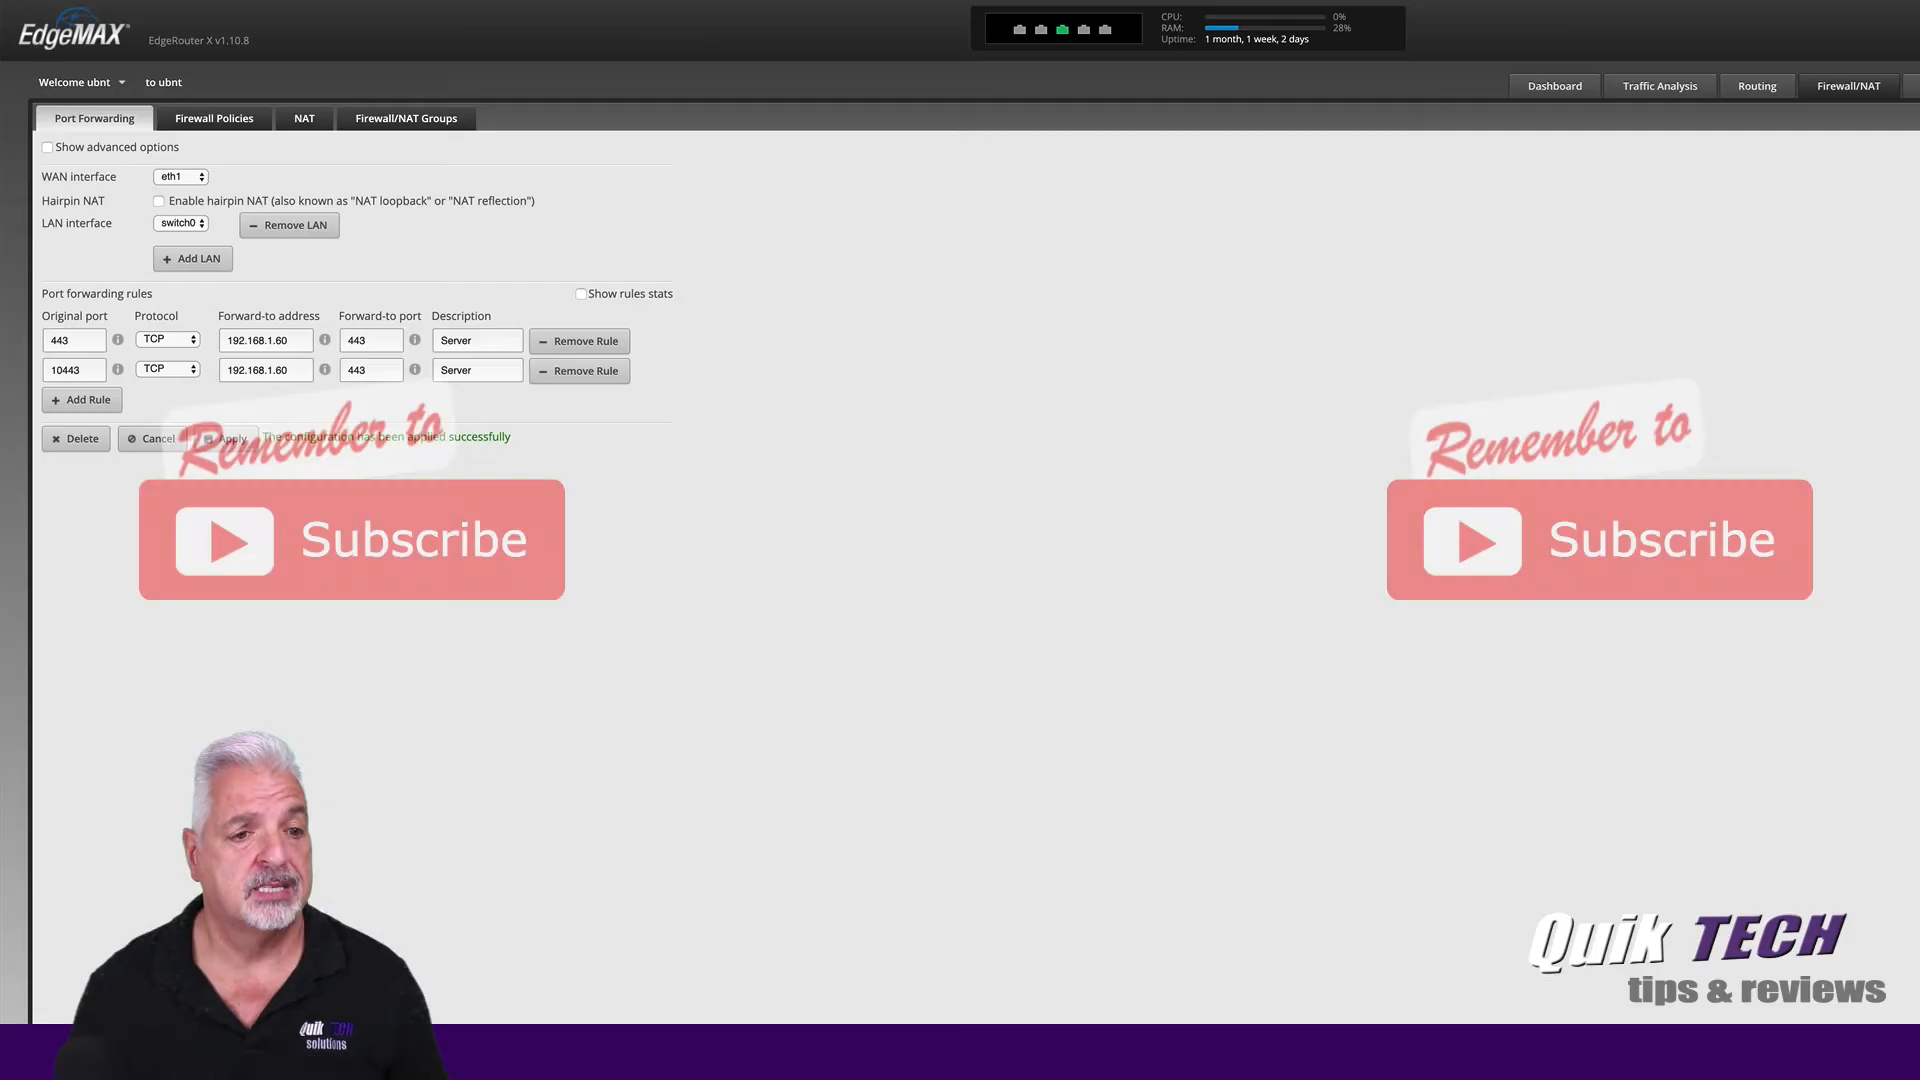 EdgeMAX
EdgeRouter X v1.10.8
CPU: 0%
RAM: 28%
Uptime: 1 month, 1 week, 2 days
Welcome ubnt to ubnt
Dashboard Traffic Analysis Routing Firewall/NAT
Port Forwarding Firewall Policies NAT Firewall/NAT Groups
Show advanced options
WAN interface eth1
Hairpin NAT Enable hairpin NAT (also known as "NAT loopback" or "NAT reflection")
LAN interface switch0 Remove LAN
Add LAN
Port forwarding rules Show rules stats
Original port Protocol Forward-to address Forward-to port Description
443 TCP 192.168.1.60 443 Server Remove Rule
10443 TCP 192.168.1.60 443 Server Remove Rule
Add Rule
Delete Cancel Apply The configuration has been applied successfully
Remember to
Subscribe
Remember to
Subscribe
Quik TECH
tips & reviews
Quik TECH
solutions